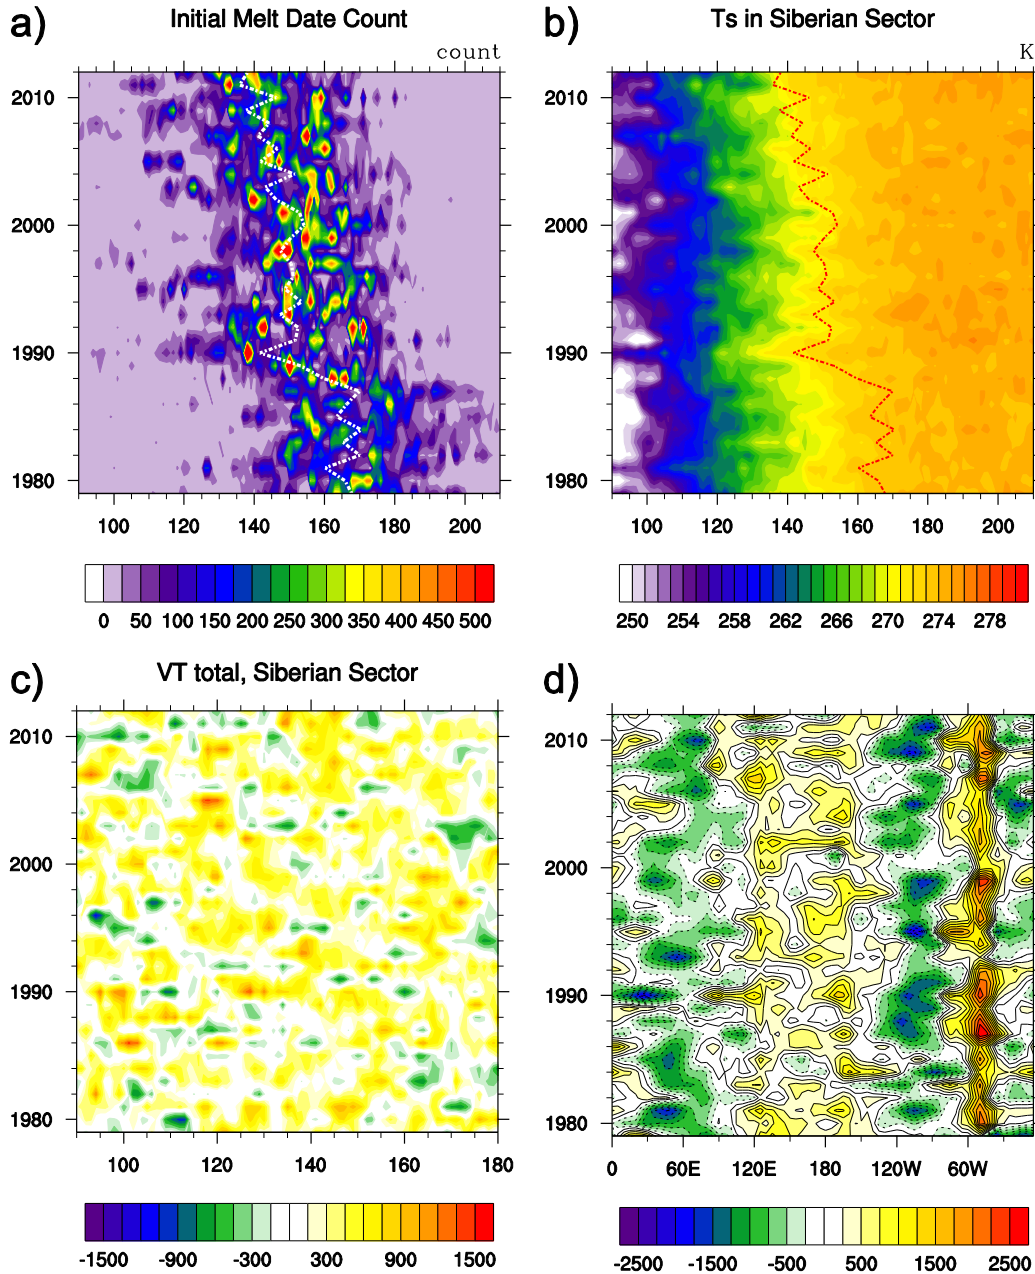 a) Initial Melt Date Count
count
2010
2000
1990
1980
100 120 140 160 180 200
0 50 100 150 200 250 300 350 400 450 500
b) Ts in Siberian Sector
K
2010
2000
1990
1980
100 120 140 160 180 200
250 254 258 262 266 270 274 278
c) VT total, Siberian Sector
2010
2000
1990
1980
100 120 140 160 180
-1500 -900 -300 300 900 1500
d)
2010
2000
1990
1980
0 60E 120E 180 120W 60W
-2500 -1500 -500 500 1500 2500